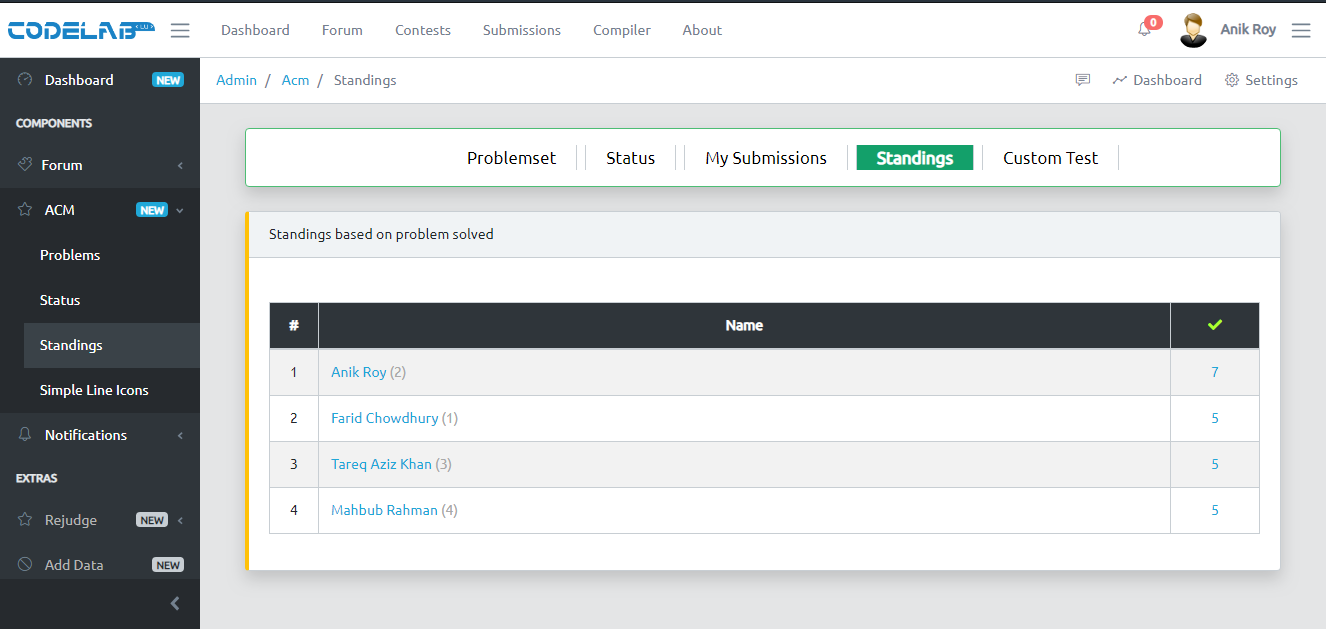 CODELAB CLUB Dashboard Forum Contests Submissions Compiler About 0 Anik Roy
Dashboard NEW
COMPONENTS
Forum
ACM NEW
Problems
Status
Standings
Simple Line Icons
Notifications
EXTRAS
Rejudge NEW
Add Data NEW
Admin / Acm / Standings Dashboard Settings
Problemset Status My Submissions Standings Custom Test
Standings based on problem solved
# Name
1 Anik Roy (2) 7
2 Farid Chowdhury (1) 5
3 Tareq Aziz Khan (3) 5
4 Mahbub Rahman (4) 5